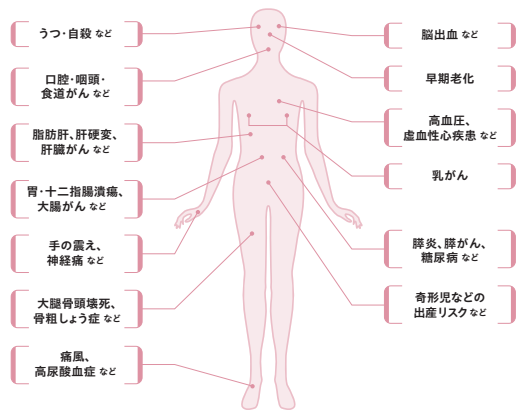 うつ・自殺 など
口腔・咽頭・
食道がん など
脂肪肝、肝硬変、
肝臓がん など
胃・十二指腸潰瘍、
大腸がん など
手の震え、
神経痛 など
大腿骨頭壊死、
骨粗しょう症 など
痛風、
高尿酸血症 など
脳出血 など
早期老化
高血圧、
虚血性心疾患 など
乳がん
膵炎、膵がん、
糖尿病 など
奇形児などの
出産リスク など